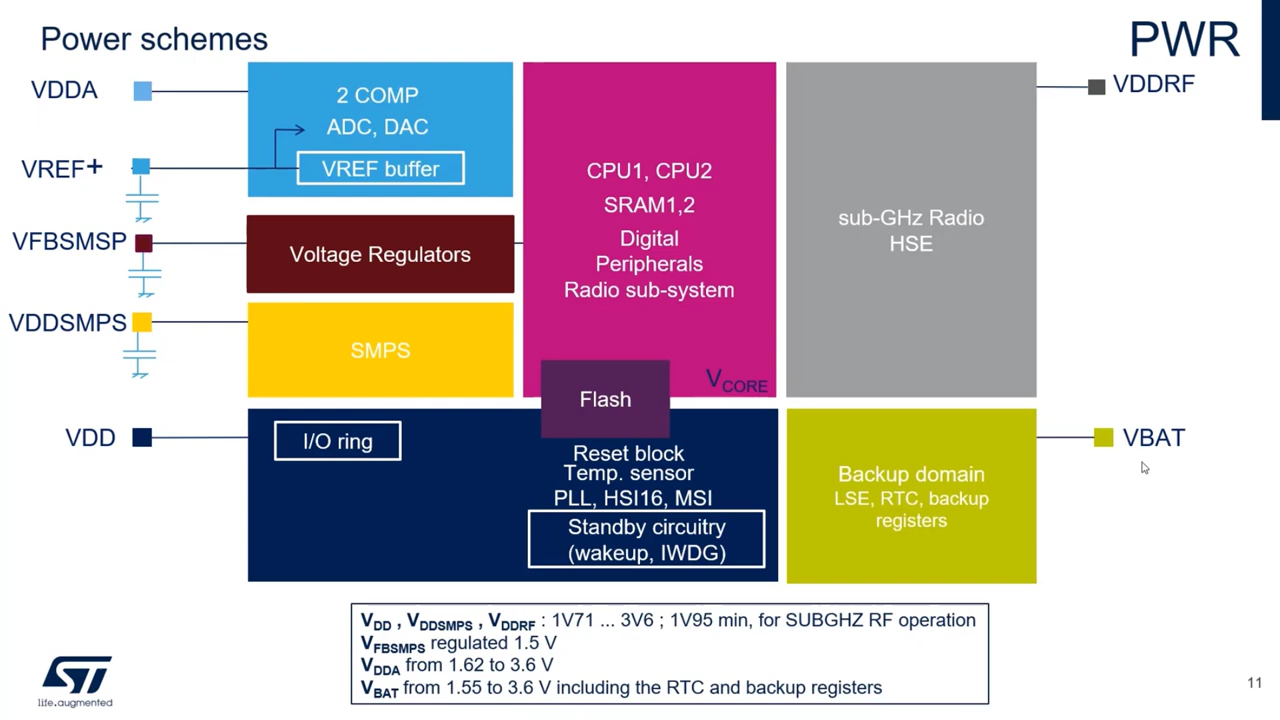 Power schemes
PWR
VDDA
2 COMP
ADC, DAC
VREF+
VREF buffer
VFBSMSP
Voltage Regulators
VDDSMPS
SMPS
CPU1, CPU2
SRAM1,2
Digital
Peripherals
Radio sub-system
VCORE
Flash
sub-GHz Radio
HSE
VDDRF
VDD
I/O ring
Reset block
Temp. sensor
PLL, HSI16, MSI
Standby circuitry
(wakeup, IWDG)
Backup domain
LSE, RTC, backup
registers
VBAT
VDD , VDDSMPS , VDDRF : 1V71 ... 3V6 ; 1V95 min, for SUBGHZ RF operation
VFBSMPS regulated 1.5 V
VDDA from 1.62 to 3.6 V
VBAT from 1.55 to 3.6 V including the RTC and backup registers
ST
life.augmented
11